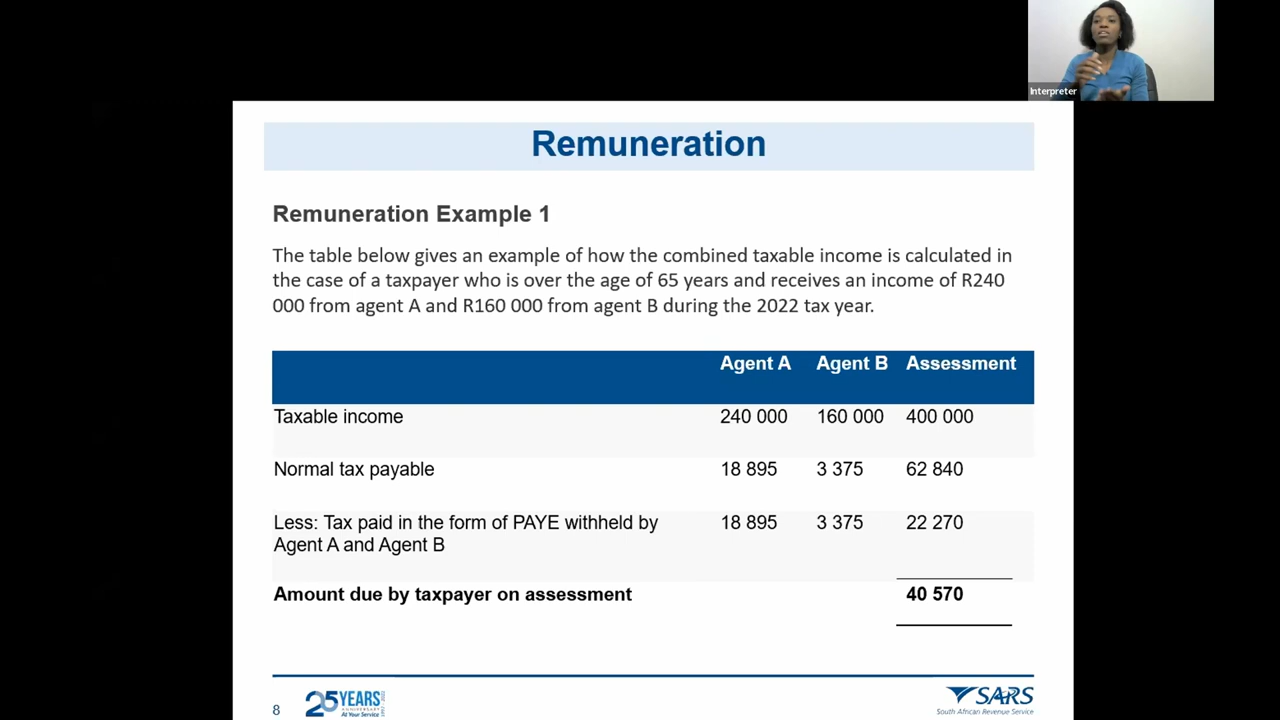 Interpreter
Remuneration
Remuneration Example 1
The table below gives an example of how the combined taxable income is calculated in
the case of a taxpayer who is over the age of 65 years and receives an income of R240
000 from agent A and R160 000 from agent B during the 2022 tax year.
Agent A Agent B Assessment
Taxable income 240 000 160 000 400 000
Normal tax payable 18 895 3 375 62 840
Less: Tax paid in the form of PAYE withheld by 18 895 3 375 22 270
Agent A and Agent B
Amount due by taxpayer on assessment 40 570
8
25 YEARS
ANNIVERSARY
At Your Service
SARS
South African Revenue Service